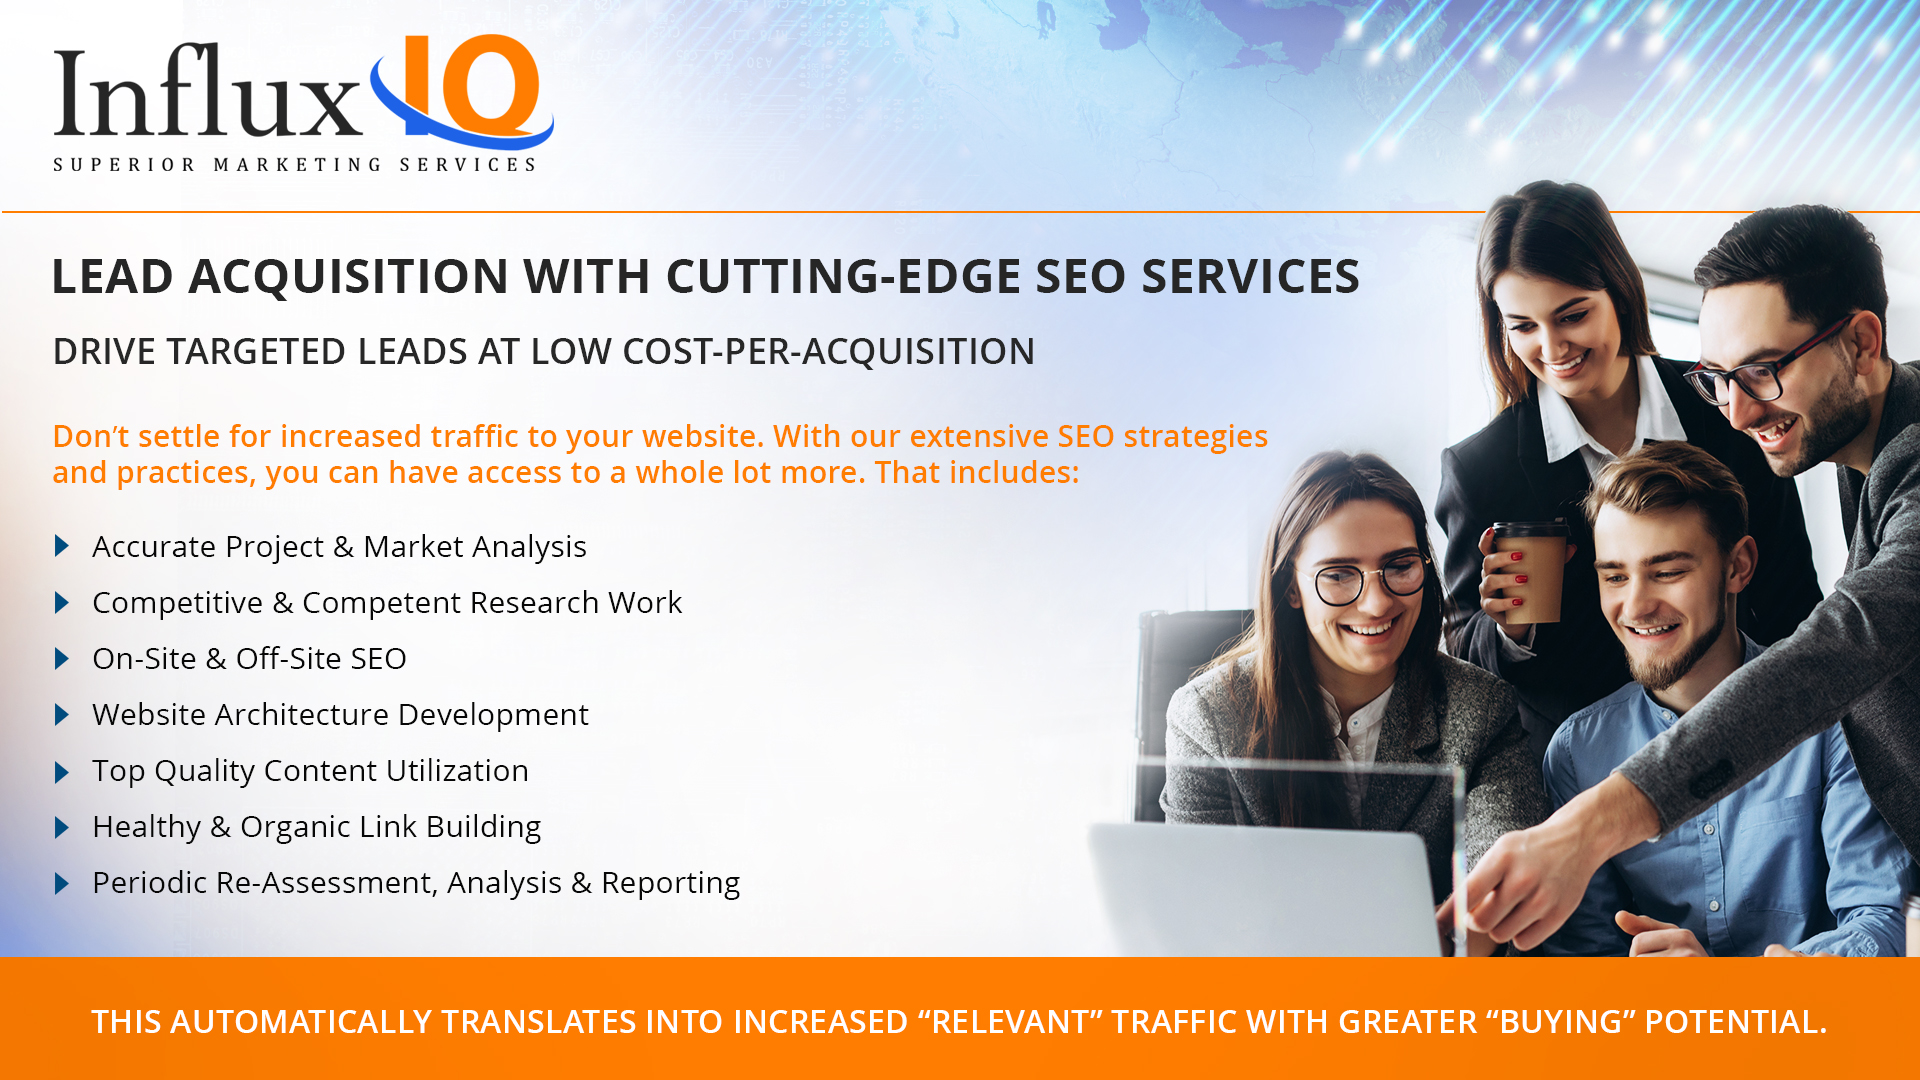 Influx IQ
SUPERIOR MARKETING SERVICES
LEAD ACQUISITION WITH CUTTING-EDGE SEO SERVICES
DRIVE TARGETED LEADS AT LOW COST-PER-ACQUISITION
Don’t settle for increased traffic to your website. With our extensive SEO strategies
and practices, you can have access to a whole lot more. That includes:
Accurate Project & Market Analysis
Competitive & Competent Research Work
On-Site & Off-Site SEO
Website Architecture Development
Top Quality Content Utilization
Healthy & Organic Link Building
Periodic Re-Assessment, Analysis & Reporting
THIS AUTOMATICALLY TRANSLATES INTO INCREASED “RELEVANT” TRAFFIC WITH GREATER “BUYING” POTENTIAL.